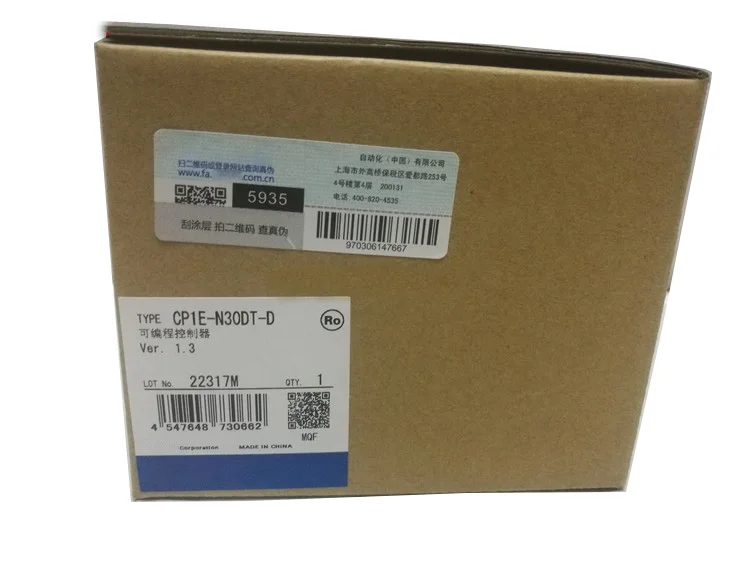 扫二维码或登录网站查询真伪
www.fa. .com.cn
5935
刮涂层 拍二维码 查真伪
自动化(中国)有限公司
上海市外高桥保税区爱都路253号
4号楼第4层 200131
电话 400-820-4535
970306147667
TYPE CP1E-N30DT-D
Ro
可编程控制器
Ver. 1.3
LOT No. 22317M QTY. 1
4 547648 730662
MQF
Corporation MADE IN CHINA